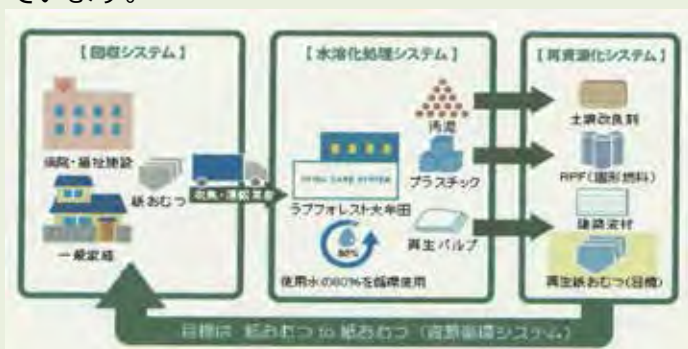 ています。
【回収システム】
病院・福祉施設
紙おむつ
一般家庭
収集・運搬業者
【水溶化処理システム】
TOTAL CARE SYSTEM
ラブフォレスト大牟田
80%
使用水の80%を循環使用
汚泥
プラスチック
再生パルプ
【再資源化システム】
土壌改良剤
RPF(固形燃料)
建築資材
再生紙おむつ(目標)
目標は 紙おむつ to 紙おむつ (資源循環システム)